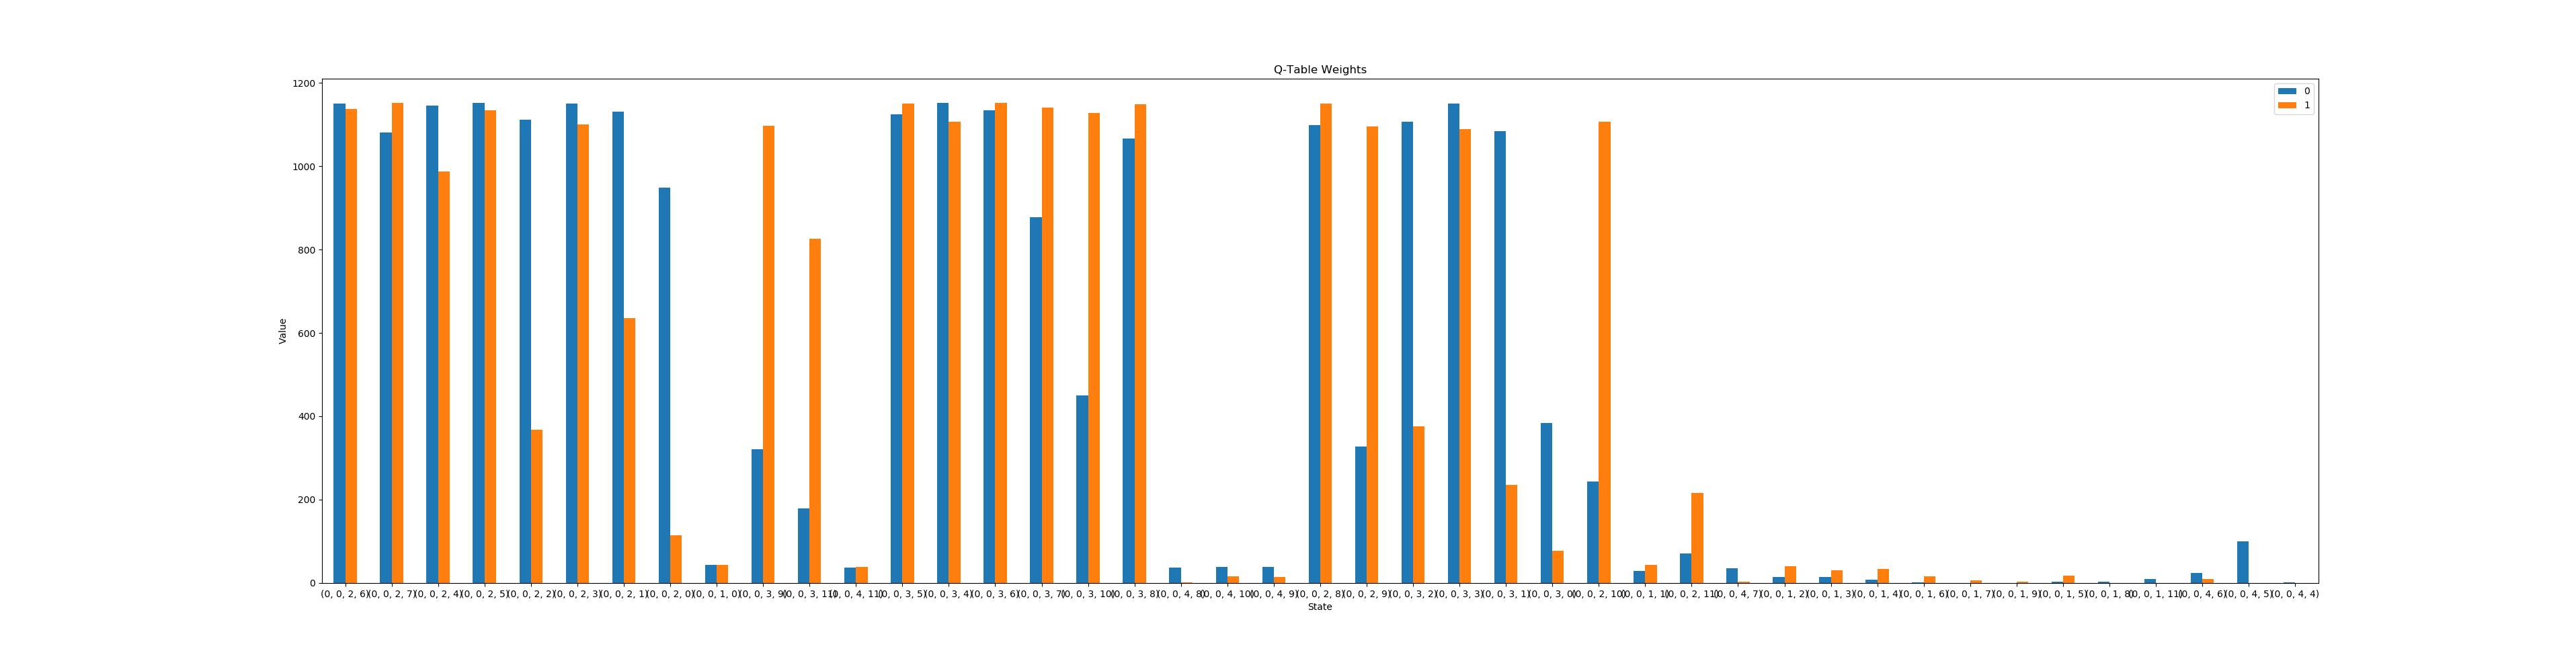 Q-Table Weights
1200
1000
800
600
400
200
0
Value
0
1
(0, 0, 2, 6) (0, 0, 2, 7) (0, 0, 2, 4) (0, 0, 2, 5) (0, 0, 2, 2) (0, 0, 2, 3) (0, 0, 2, 1) (0, 0, 2, 0) (0, 0, 1, 0) (0, 0, 3, 9) (0, 0, 3, 11) (0, 0, 4, 11) (0, 0, 3, 5) (0, 0, 3, 4) (0, 0, 3, 6) (0, 0, 3, 7) (0, 0, 3, 10) (0, 0, 3, 8) (0, 0, 4, 8) (0, 0, 4, 10) (0, 0, 4, 9) (0, 0, 2, 8) (0, 0, 2, 9) (0, 0, 3, 2) (0, 0, 3, 3) (0, 0, 3, 1) (0, 0, 3, 0) (0, 0, 2, 10) (0, 0, 1, 1) (0, 0, 2, 11) (0, 0, 4, 7) (0, 0, 1, 2) (0, 0, 1, 3) (0, 0, 1, 4) (0, 0, 1, 6) (0, 0, 1, 7) (0, 0, 1, 9) (0, 0, 1, 5) (0, 0, 1, 8) (0, 0, 1, 11) (0, 0, 4, 6) (0, 0, 4, 5) (0, 0, 4, 4)
State